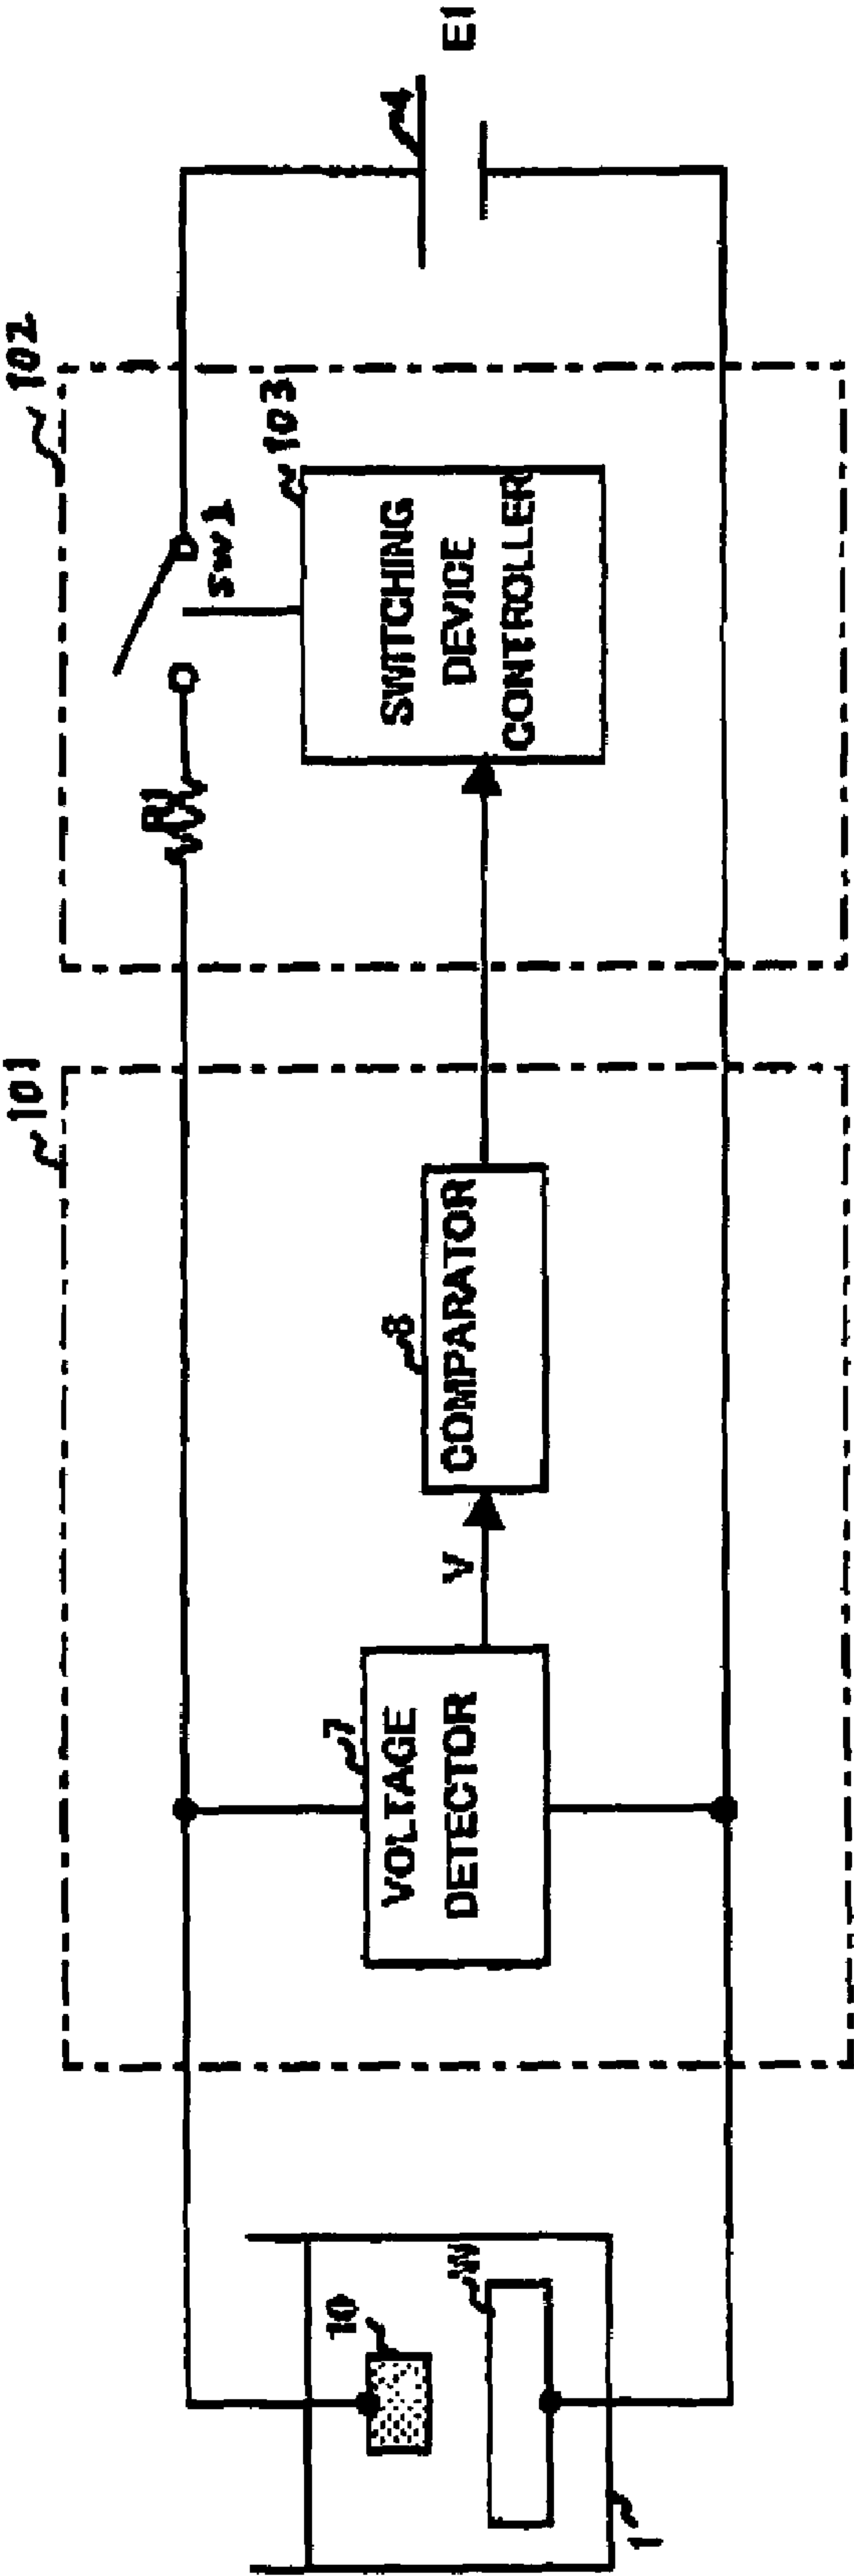 101
102
10
W
1
7
VOLTAGE
DETECTOR
V
8
COMPARATOR
R1
SW1
103
SWITCHING
DEVICE
CONTROLLER
4
E1